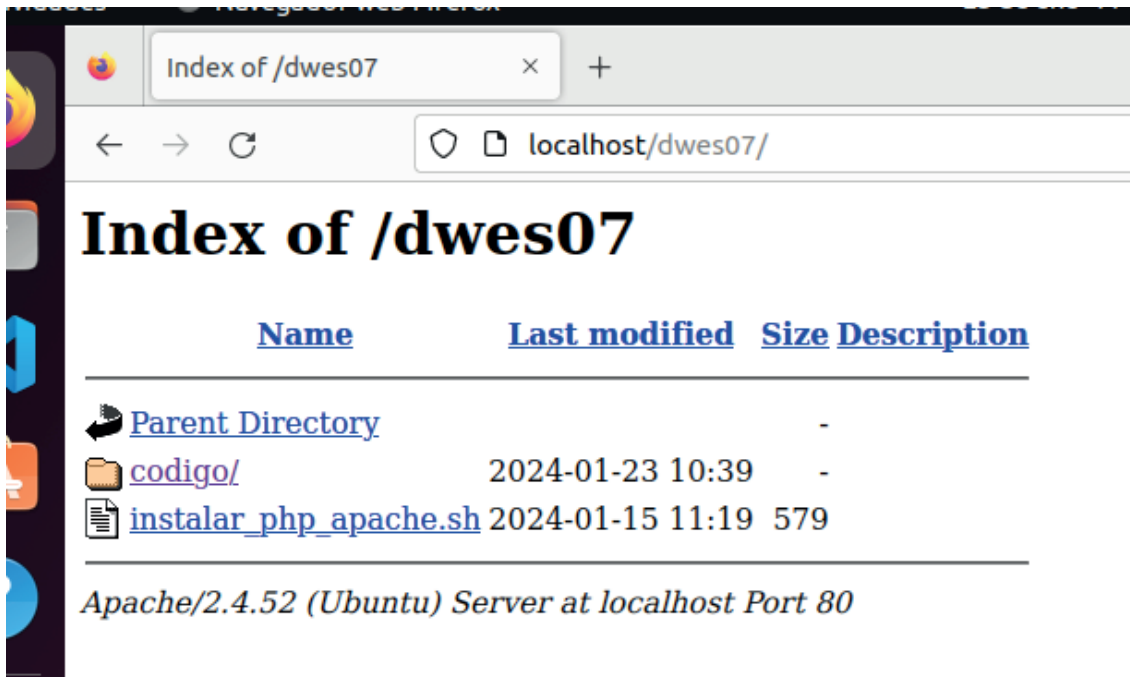 Index of /dwes07
localhost/dwes07/
Index of /dwes07
Name Last modified Size Description
Parent Directory -
codigo/ 2024-01-23 10:39 -
instalar_php_apache.sh 2024-01-15 11:19 579
Apache/2.4.52 (Ubuntu) Server at localhost Port 80